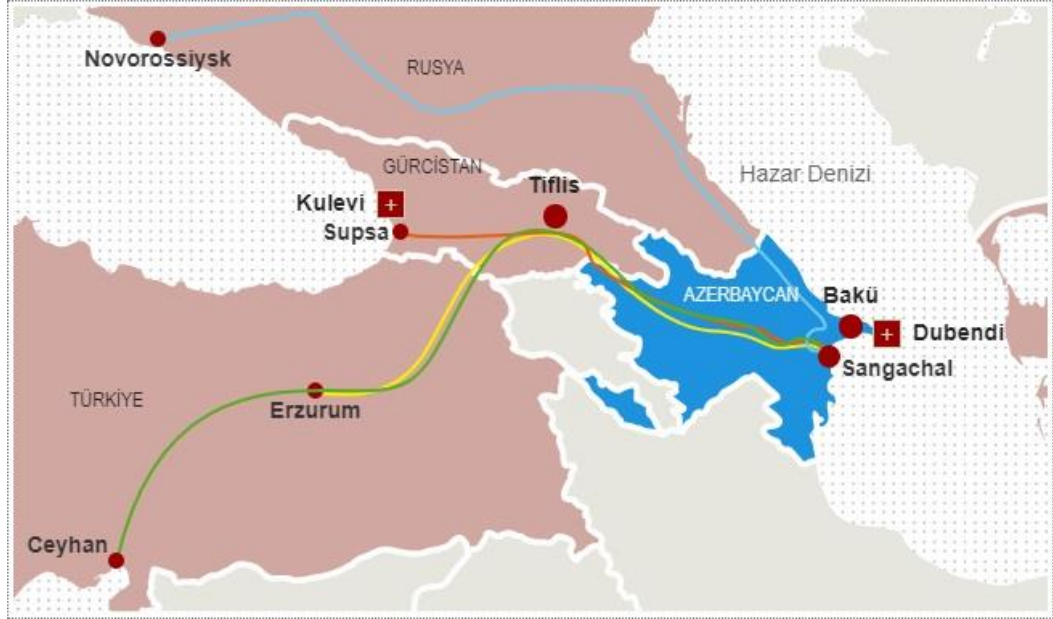 Novorossiysk
RUSYA
GÜRCİSTAN
Hazar Denizi
Tiflis
Kulevi
Supsa
AZERBAYCAN
Bakü
Dubendi
Sangachal
TÜRKİYE
Erzurum
Ceyhan